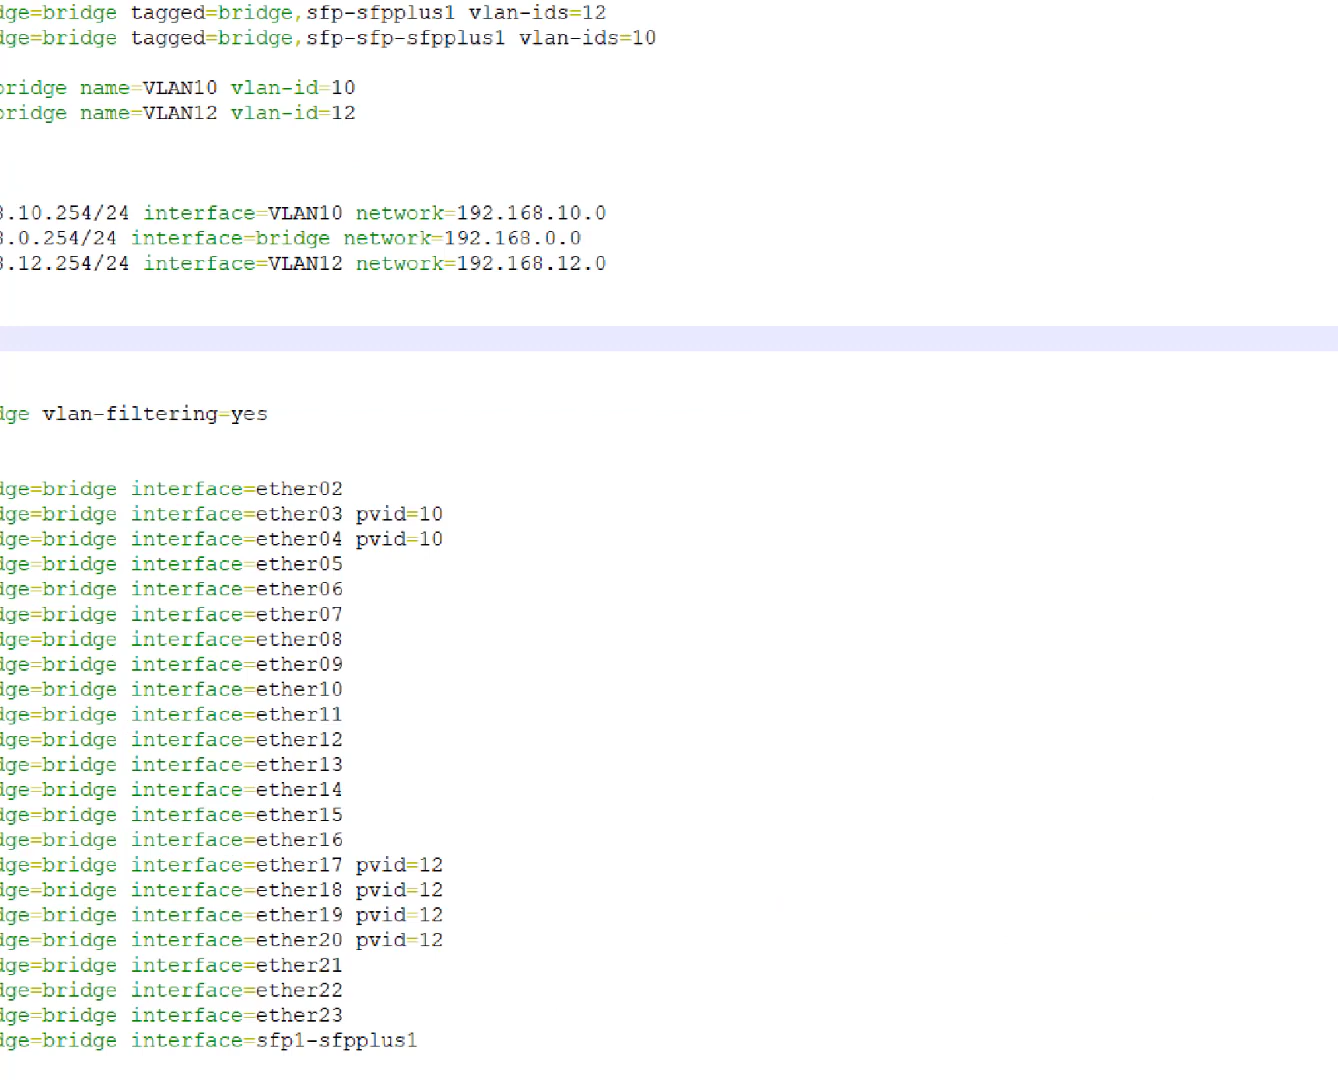 dge=bridge tagged=bridge,sfp-sfpplus1 vlan-ids=12
dge=bridge tagged=bridge,sfp-sfp-sfpplus1 vlan-ids=10
bridge name=VLAN10 vlan-id=10
bridge name=VLAN12 vlan-id=12
8.10.254/24 interface=VLAN10 network=192.168.10.0
8.0.254/24 interface=bridge network=192.168.0.0
8.12.254/24 interface=VLAN12 network=192.168.12.0
dge vlan-filtering=yes
dge=bridge interface=ether02
dge=bridge interface=ether03 pvid=10
dge=bridge interface=ether04 pvid=10
dge=bridge interface=ether05
dge=bridge interface=ether06
dge=bridge interface=ether07
dge=bridge interface=ether08
dge=bridge interface=ether09
dge=bridge interface=ether10
dge=bridge interface=ether11
dge=bridge interface=ether12
dge=bridge interface=ether13
dge=bridge interface=ether14
dge=bridge interface=ether15
dge=bridge interface=ether16
dge=bridge interface=ether17 pvid=12
dge=bridge interface=ether18 pvid=12
dge=bridge interface=ether19 pvid=12
dge=bridge interface=ether20 pvid=12
dge=bridge interface=ether21
dge=bridge interface=ether22
dge=bridge interface=ether23
dge=bridge interface=sfp1-sfpplus1